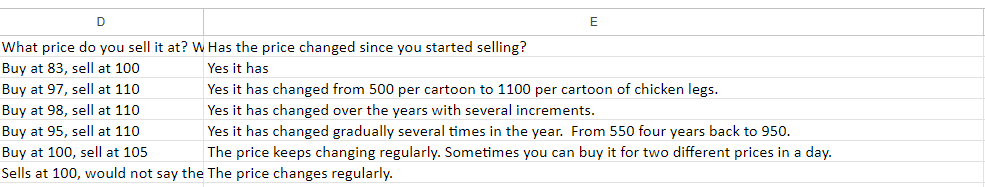 D E
What price do you sell it at? W Has the price changed since you started selling?
Buy at 83, sell at 100 Yes it has
Buy at 97, sell at 110 Yes it has changed from 500 per cartoon to 1100 per cartoon of chicken legs.
Buy at 98, sell at 110 Yes it has changed over the years with several increments.
Buy at 95, sell at 110 Yes it has changed gradually several times in the year. From 550 four years back to 950.
Buy at 100, sell at 105 The price keeps changing regularly. Sometimes you can buy it for two different prices in a day.
Sells at 100, would not say the The price changes regularly.